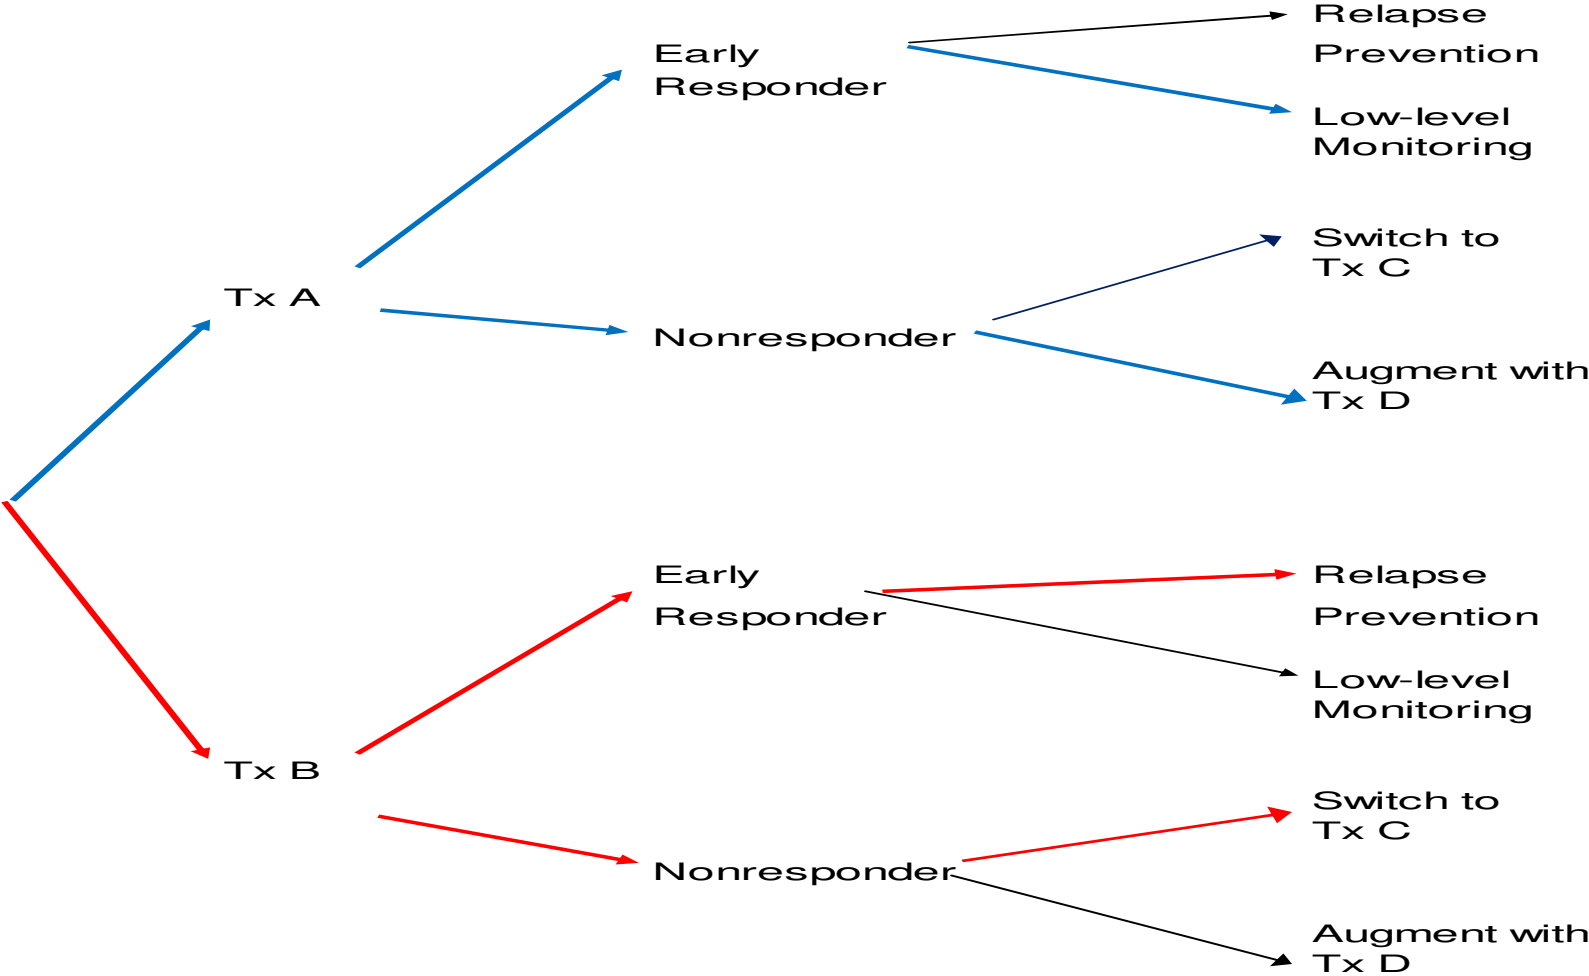 Relapse
Prevention
Early
Responder
Low-level
Monitoring
Switch to
Tx C
Tx A
Nonresponder
Augment with
Tx D
Early
Responder
Relapse
Prevention
Low-level
Monitoring
Tx B
Switch to
Tx C
Nonresponder
Augment with
Tx D